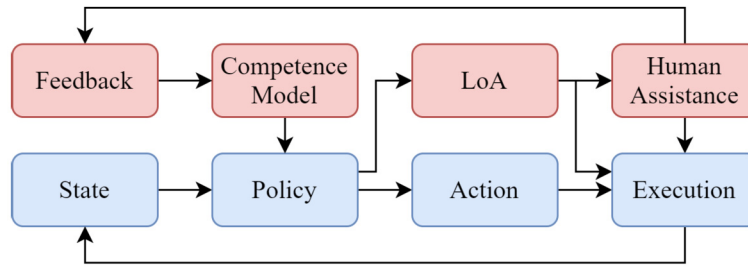 Feedback
Competence
Model
LoA
Human
Assistance
State
Policy
Action
Execution